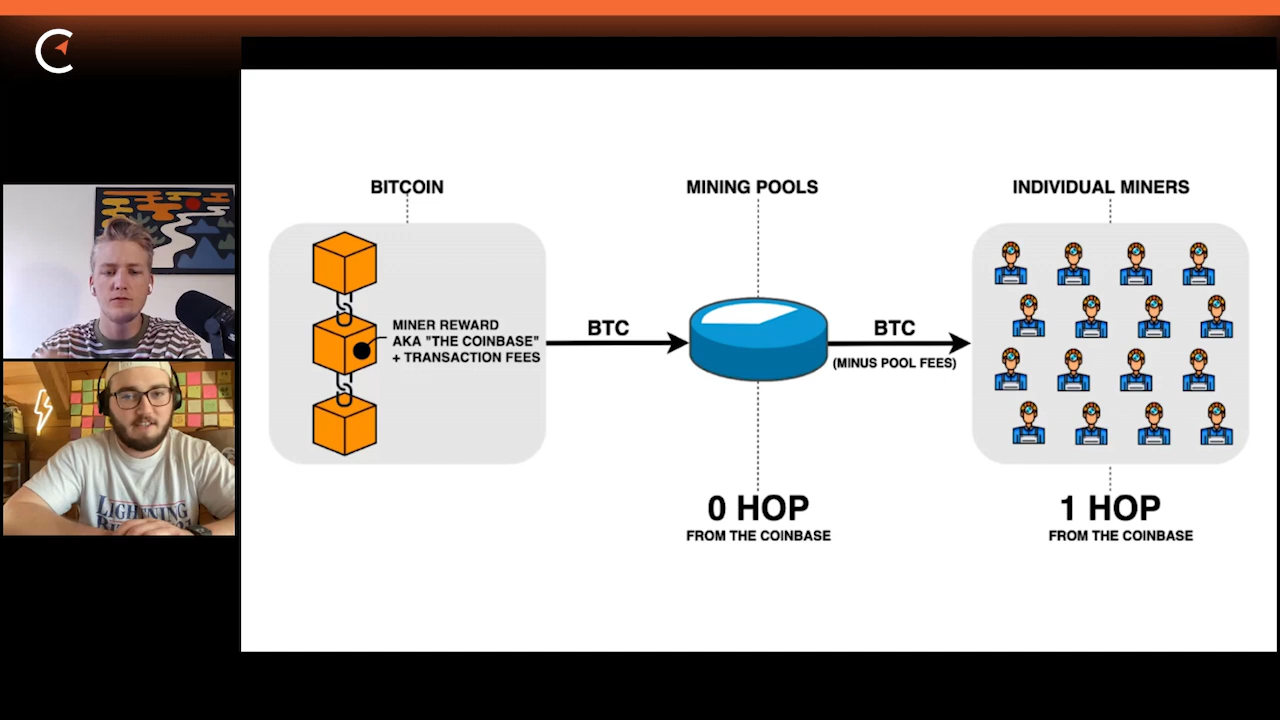 BITCOIN
MINER REWARD
AKA "THE COINBASE"
+ TRANSACTION FEES
BTC
MINING POOLS
0 HOP
FROM THE COINBASE
BTC
(MINUS POOL FEES)
INDIVIDUAL MINERS
1 HOP
FROM THE COINBASE
LIGHTNING